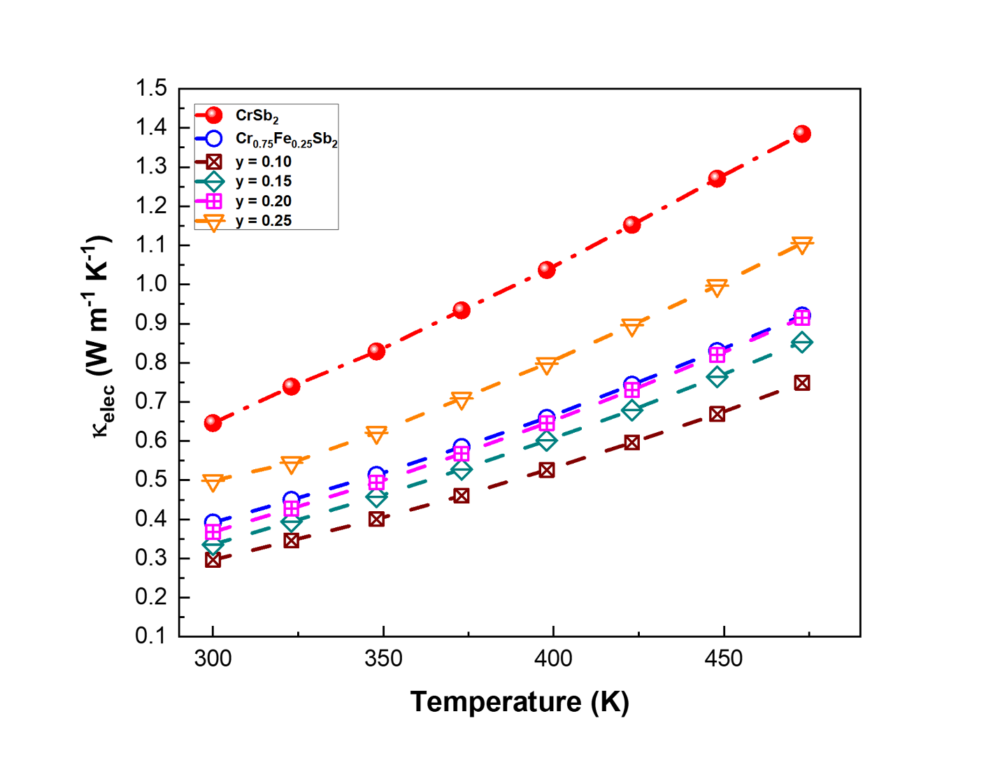 1.5
1.4
1.3
1.2
1.1
1.0
0.9
0.8
0.7
0.6
0.5
0.4
0.3
0.2
0.1
κelec (W m-1 K-1)
CrSb2
Cr0.75Fe0.25Sb2
y = 0.10
y = 0.15
y = 0.20
y = 0.25
300 350 400 450
Temperature (K)